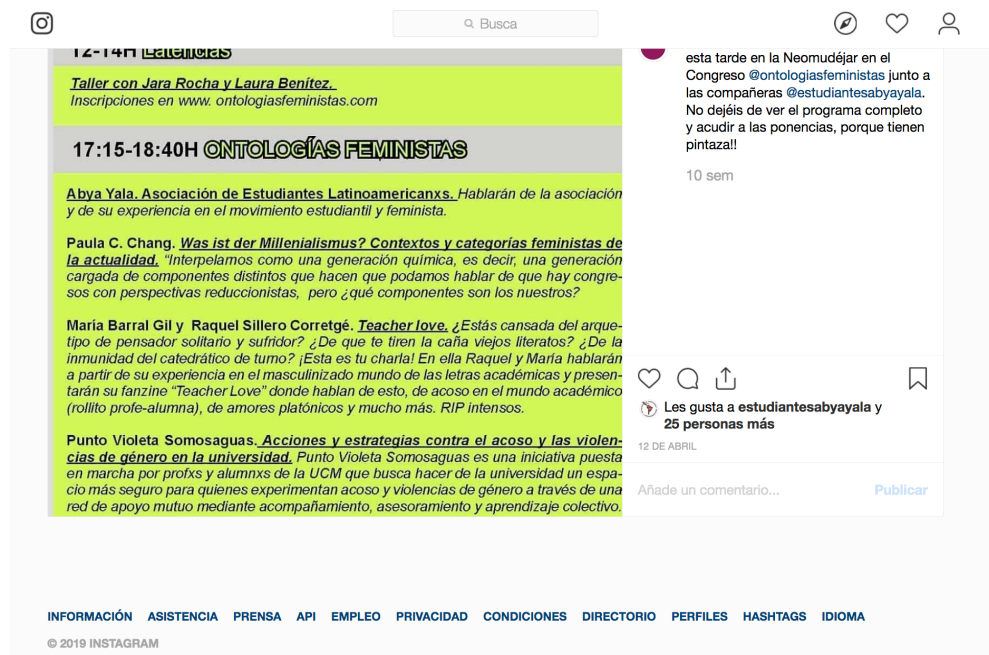 Busca
12-14H Latencias
Taller con Jara Rocha y Laura Benítez.
Inscripciones en www. ontologiasfeministas.com
17:15-18:40H ONTOLOGÍAS FEMINISTAS
Abya Yala. Asociación de Estudiantes Latinoamericanxs. Hablarán de la asociación
y de su experiencia en el movimiento estudiantil y feminista.
Paula C. Chang. Was ist der Millenialismus? Contextos y categorías feministas de
la actualidad. “Interpelamos como una generación química, es decir, una generación
cargada de componentes distintos que hacen que podamos hablar de que hay congre-
sos con perspectivas reduccionistas, pero ¿qué componentes son los nuestros?
María Barral Gil y Raquel Sillero Corretgé. Teacher love. ¿Estás cansada del arque-
tipo de pensador solitario y sufridor? ¿De que te tiren la caña viejos literatos? ¿De la
inmunidad del catedrático de turno? ¡Esta es tu charla! En ella Raquel y María hablarán
a partir de su experiencia en el masculinizado mundo de las letras académicas y presen-
tarán su fanzine “Teacher Love” donde hablan de esto, de acoso en el mundo académico
(rollito profe-alumna), de amores platónicos y mucho más. RIP intensos.
Punto Violeta Somosaguas. Acciones y estrategias contra el acoso y las violen-
cias de género en la universidad. Punto Violeta Somosaguas es una iniciativa puesta
en marcha por profxs y alumnxs de la UCM que busca hacer de la universidad un espa-
cio más seguro para quienes experimentan acoso y violencias de género a través de una
red de apoyo mutuo mediante acompañamiento, asesoramiento y aprendizaje colectivo.
esta tarde en la Neomudéjar en el
Congreso @ontologiasfeministas junto a
las compañeras @estudiantesabyayala.
No dejéis de ver el programa completo
y acudir a las ponencias, porque tienen
pintaza!!
10 sem
Les gusta a estudiantesabyayala y
25 personas más
12 DE ABRIL
Añade un comentario... Publicar
INFORMACIÓN ASISTENCIA PRENSA API EMPLEO PRIVACIDAD CONDICIONES DIRECTORIO PERFILES HASHTAGS IDIOMA
© 2019 INSTAGRAM